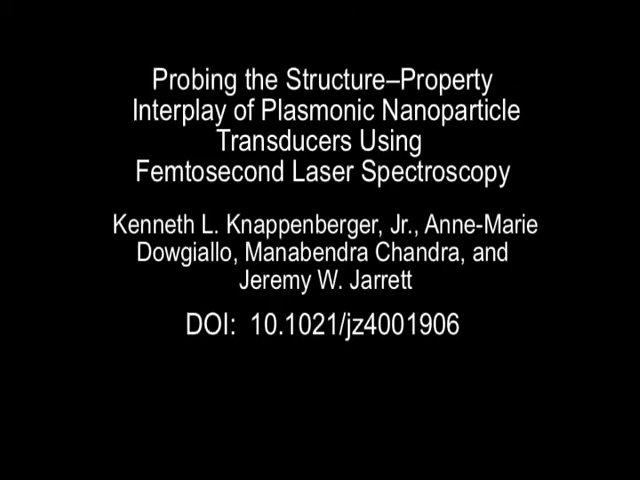 Probing the Structure–Property
Interplay of Plasmonic Nanoparticle
Transducers Using
Femtosecond Laser Spectroscopy
Kenneth L. Knappenberger, Jr., Anne-Marie
Dowgiallo, Manabendra Chandra, and
Jeremy W. Jarrett
DOI: 10.1021/jz4001906